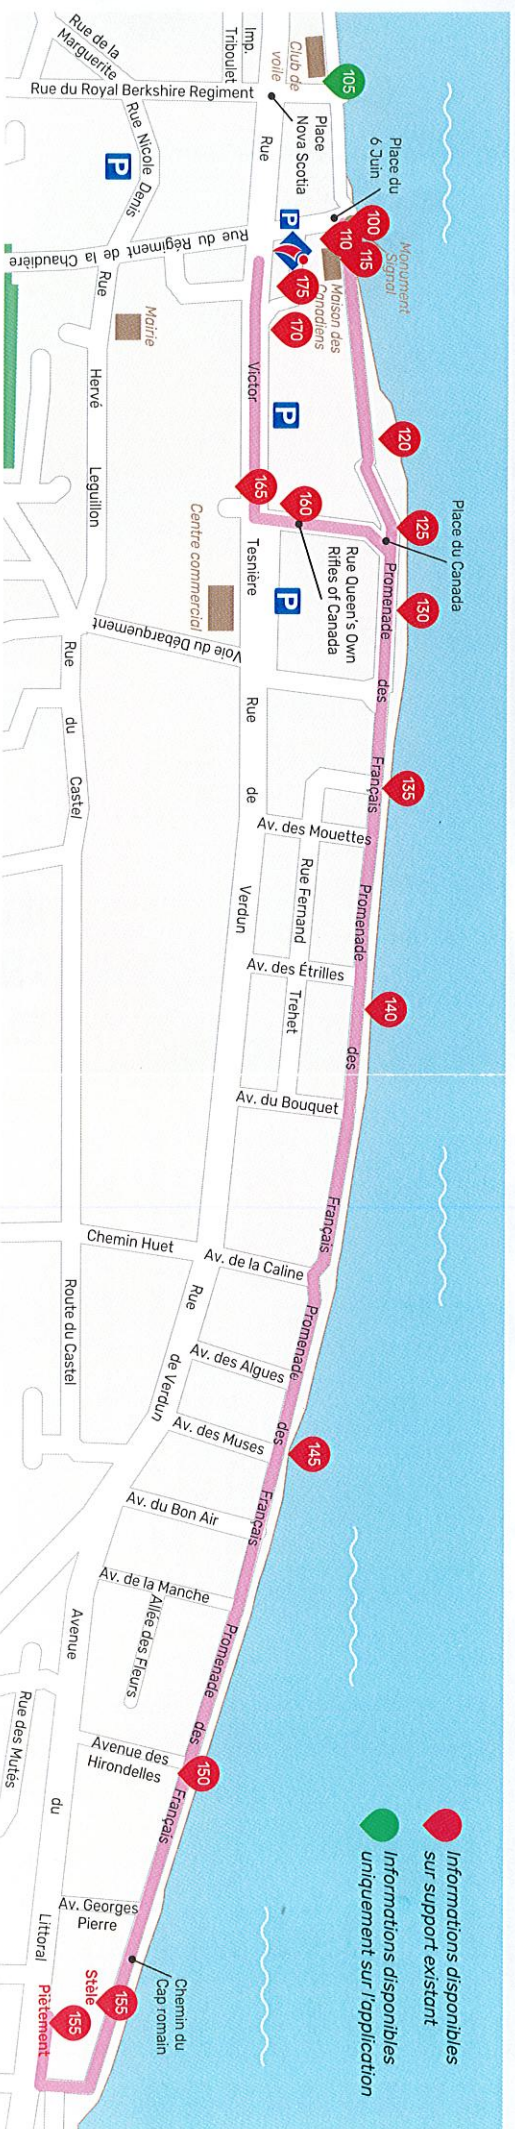 Rue de la
Marguerite
Imp.
Triboulet
Club de
voile
105
Rue du Royal Berkshire Regiment
Rue Nicole Denis
P
Place
Nova Scotia
Rue
Place du
6 Juin
100
110
115
Monument
Signal
P
Maison des
Canadiens
175
170
Rue du Régiment de la Chaudière
Rue
Hervé
Leguillon
Mairie
Victor
Tesnière
P
120
125
Place du Canada
130
160
165
Rue Queen's Own
Rifles of Canada
P
Centre commercial
Voie du Débarquement
Promenade
des
Français
135
Rue
du
Castel
Rue
de
Verdun
Av. des Mouettes
Rue Fernand
Trehet
Av. des Étrilles
Promenade
des
Français
140
Av. du Bouquet
Chemin Huet
Av. de la Caline
Route du Castel
Rue
de Verdun
Av. des Algues
Promenade
des
Français
145
Av. des Muses
Av. du Bon Air
Av. de la Manche
Allée des Fleurs
Promenade
des
Français
150
Avenue des
Hirondelles
Avenue
du
Littoral
Rue des Mutés
Av. Georges
Pierre
Chemin du
Cap romain
Stèle
155
155
Piètement
Informations disponibles
sur support existant
Informations disponibles
uniquement sur l'application